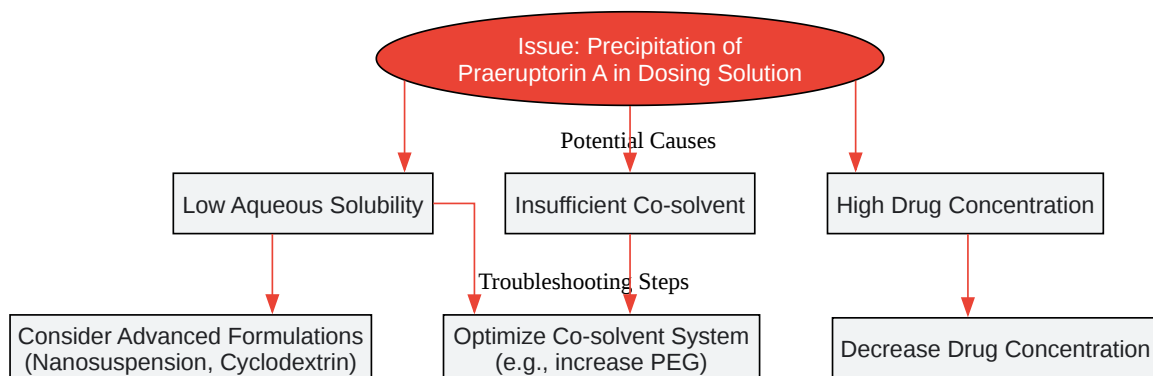 Issue: Precipitation of
Praeruptorin A in Dosing Solution
Potential Causes
Low Aqueous Solubility
Insufficient Co-solvent
High Drug Concentration
Troubleshooting Steps
Consider Advanced Formulations
(Nanosuspension, Cyclodextrin)
Optimize Co-solvent System
(e.g., increase PEG)
Decrease Drug Concentration